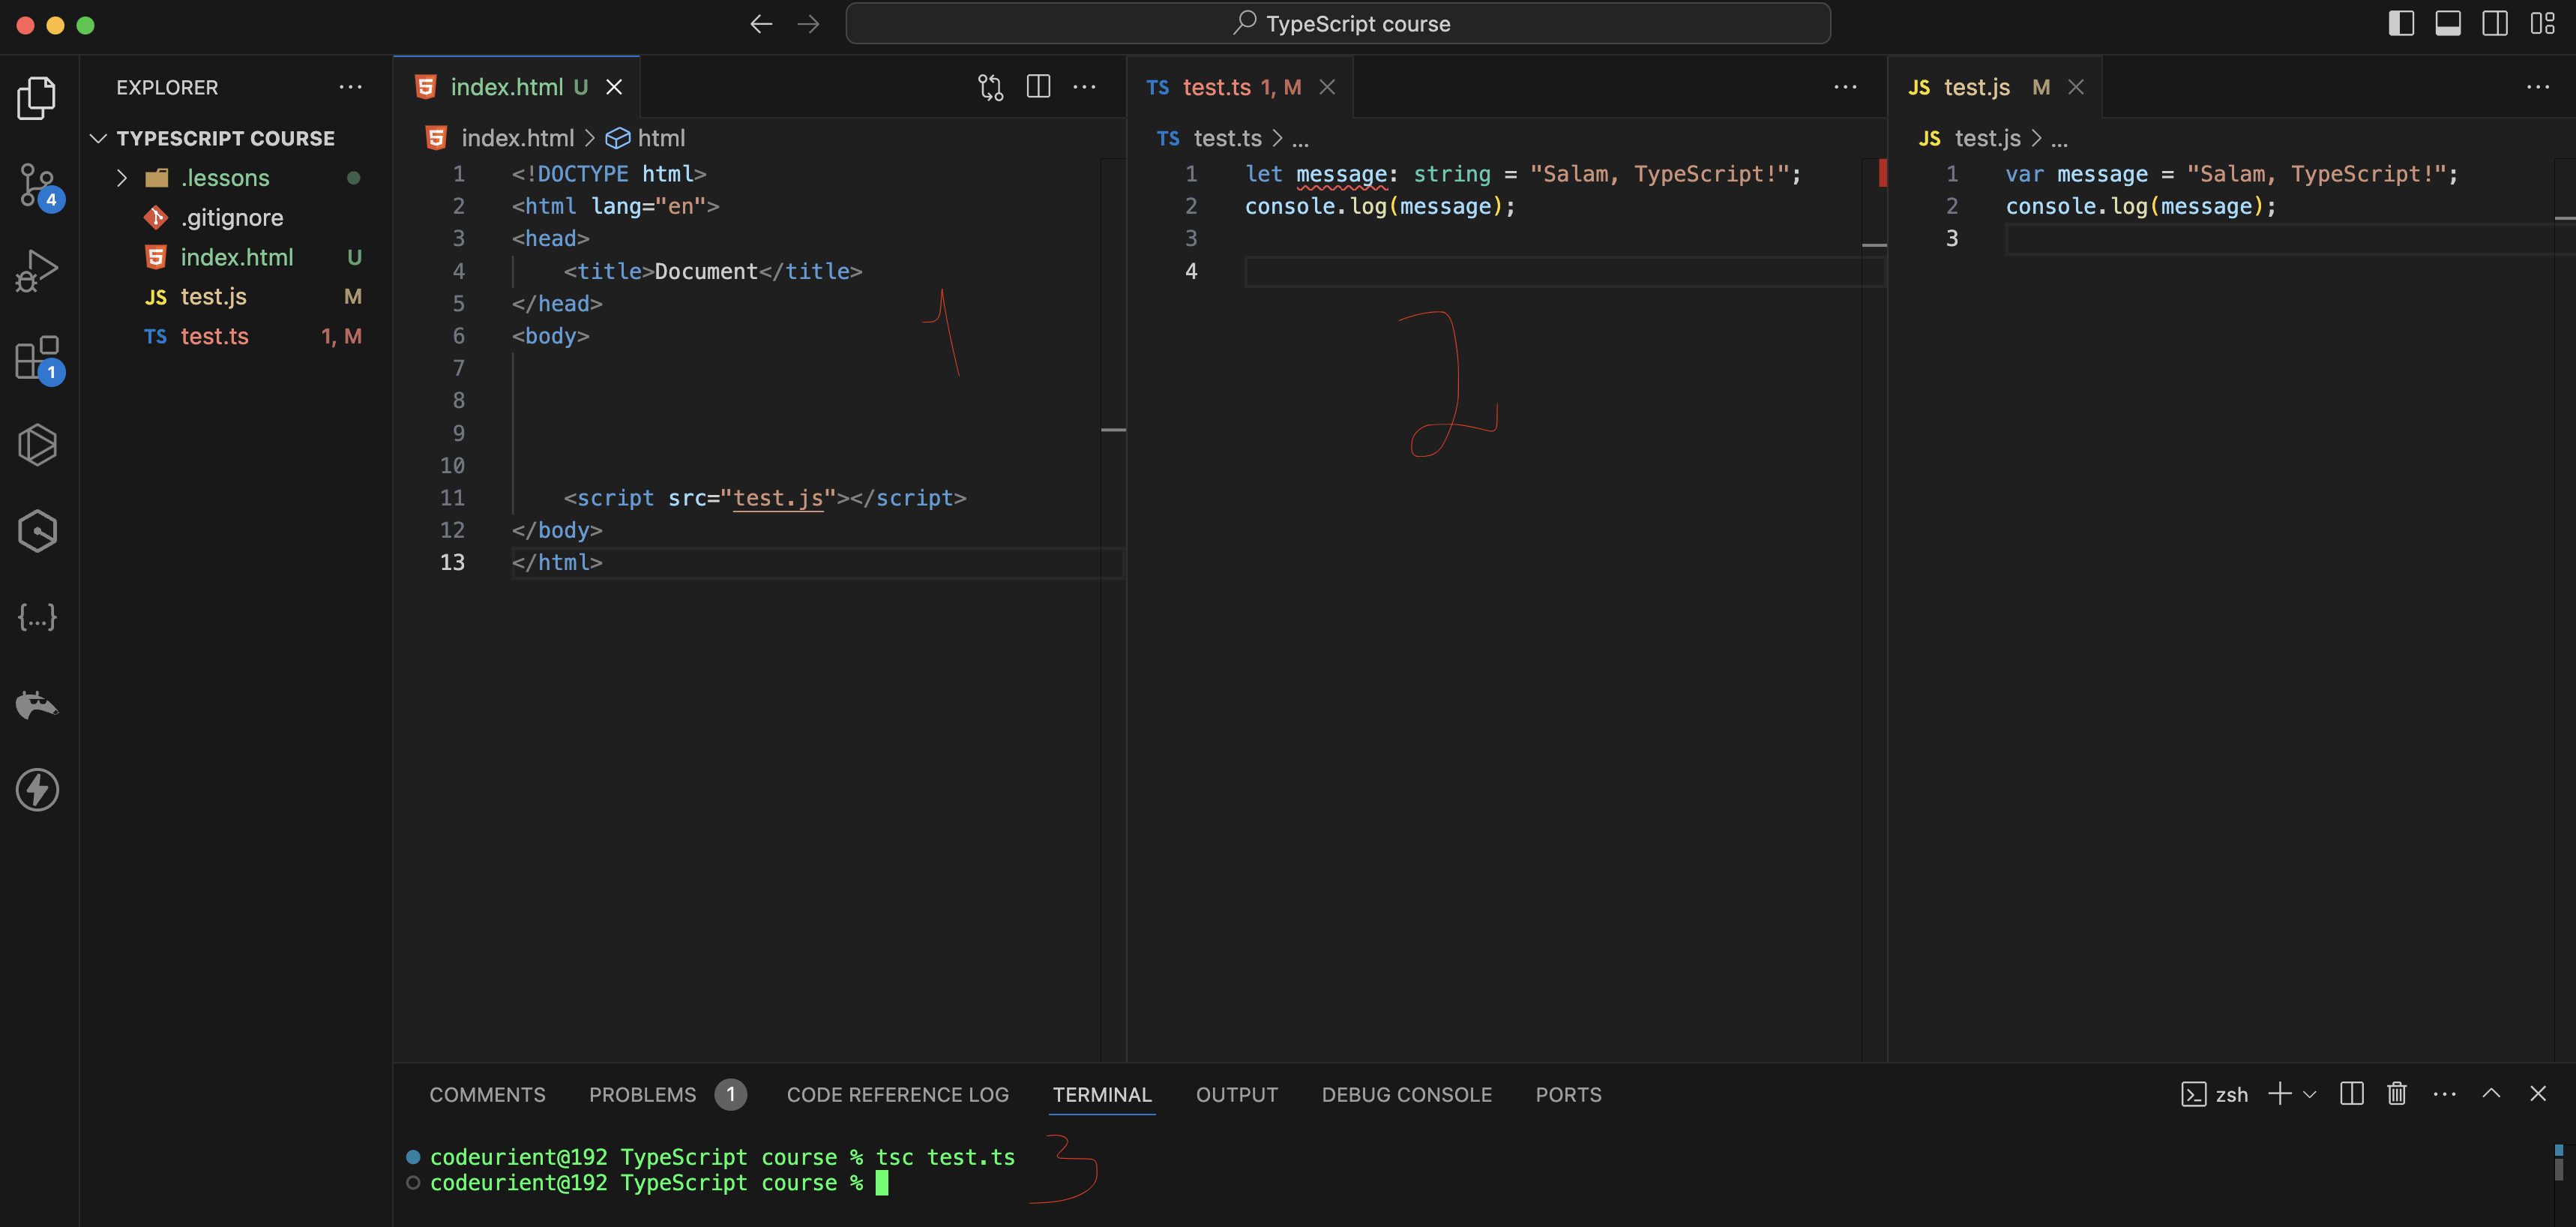 TypeScript course
EXPLORER
TYPESCRIPT COURSE
.lessons
.gitignore
index.html U
test.js M
test.ts 1, M
4
1
index.html U
index.html > html
1 <!DOCTYPE html>
2 <html lang="en">
3 <head>
4 <title>Document</title>
5 </head>
6 <body>
7
8
9
10
11 <script src="test.js"></script>
12 </body>
13 </html>
1
TS test.ts 1, M
TS test.ts > ...
1 let message: string = "Salam, TypeScript!";
2 console.log(message);
3
4
2
JS test.js M
JS test.js > ...
1 var message = "Salam, TypeScript!";
2 console.log(message);
3
COMMENTS PROBLEMS 1 CODE REFERENCE LOG TERMINAL OUTPUT DEBUG CONSOLE PORTS zsh
codeurient@192 TypeScript course % tsc test.ts
codeurient@192 TypeScript course %
3